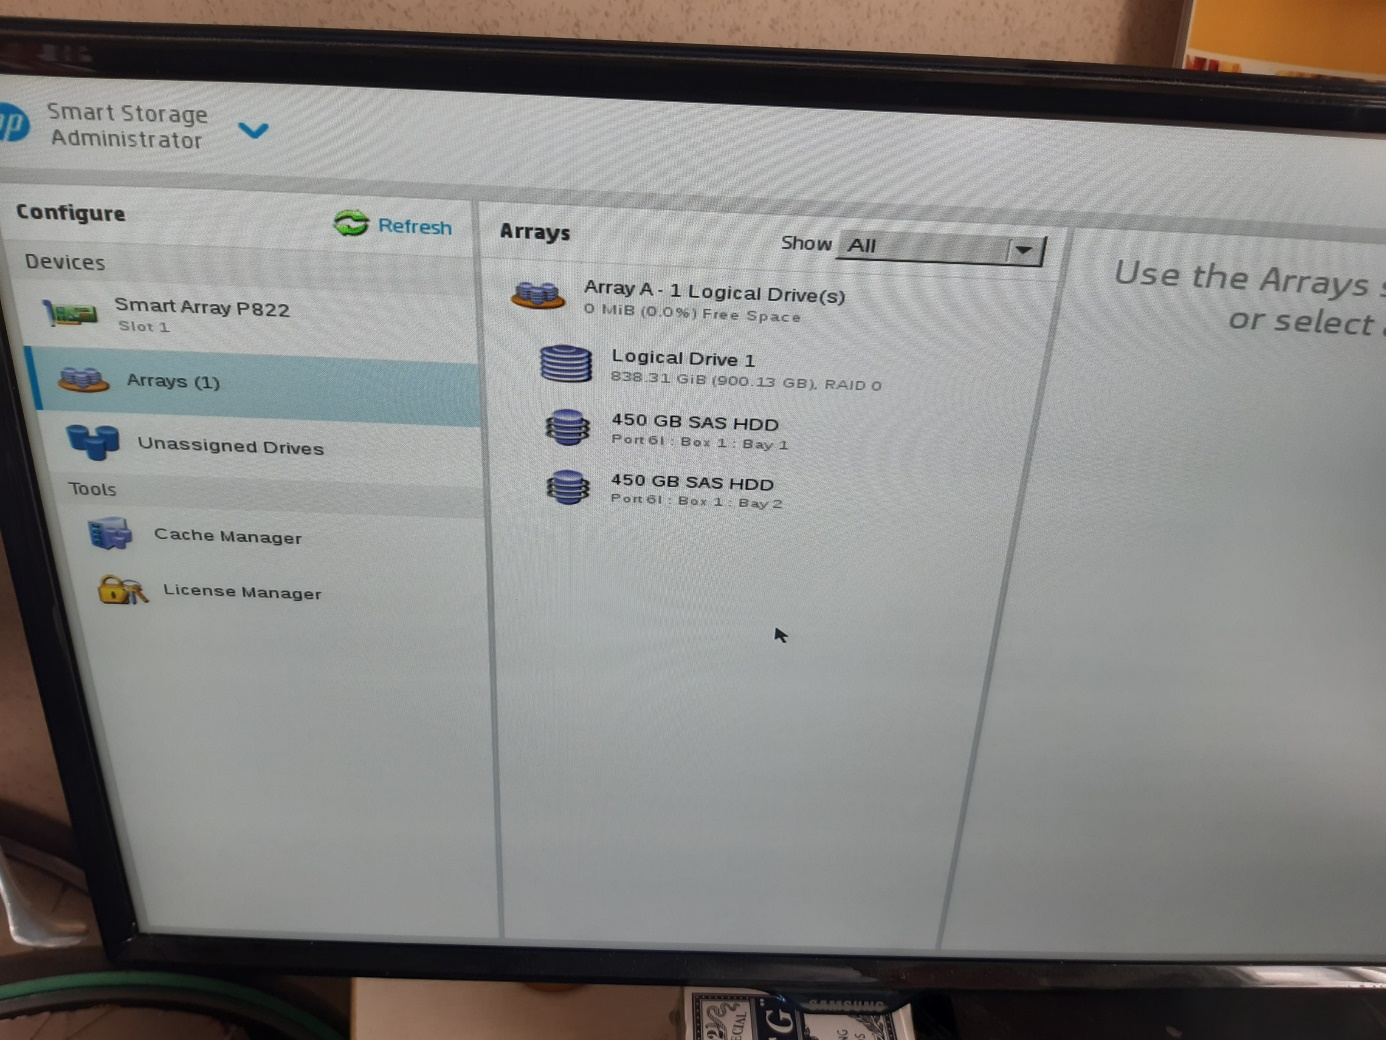 hp
Smart Storage
Administrator
Configure
Refresh
Devices
Smart Array P822
Slot 1
Arrays (1)
Unassigned Drives
Tools
Cache Manager
License Manager
Arrays
Show All
Array A - 1 Logical Drive(s)
0 MiB (0.0%) Free Space
Logical Drive 1
838.31 GiB (900.13 GB), RAID 0
450 GB SAS HDD
Port 6I : Box 1 : Bay 1
450 GB SAS HDD
Port 6I : Box 1 : Bay 2
Use the Arrays
or select
SAMSUNG